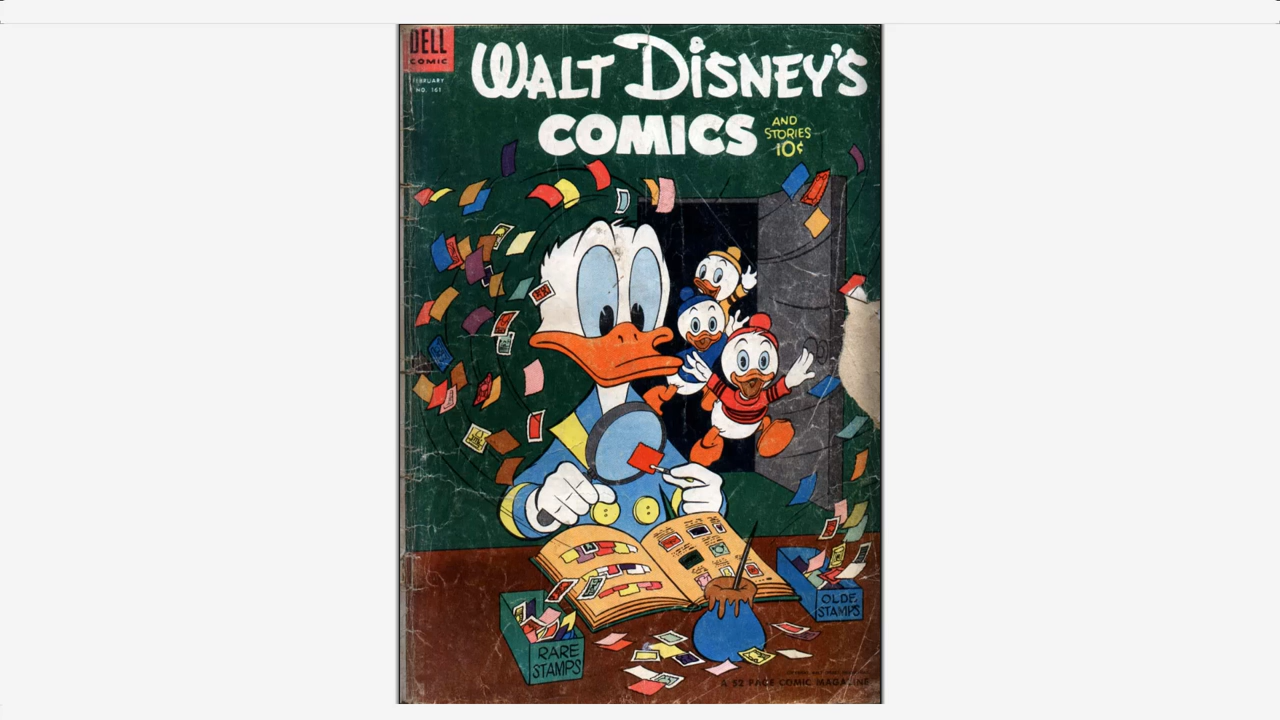 DELL
COMIC
FEBRUARY
NO. 161
WALT DISNEY'S
COMICS
AND
STORIES
10¢
OLDE
STAMPS
RARE
STAMPS
A 52 PAGE COMIC MAGAZINE